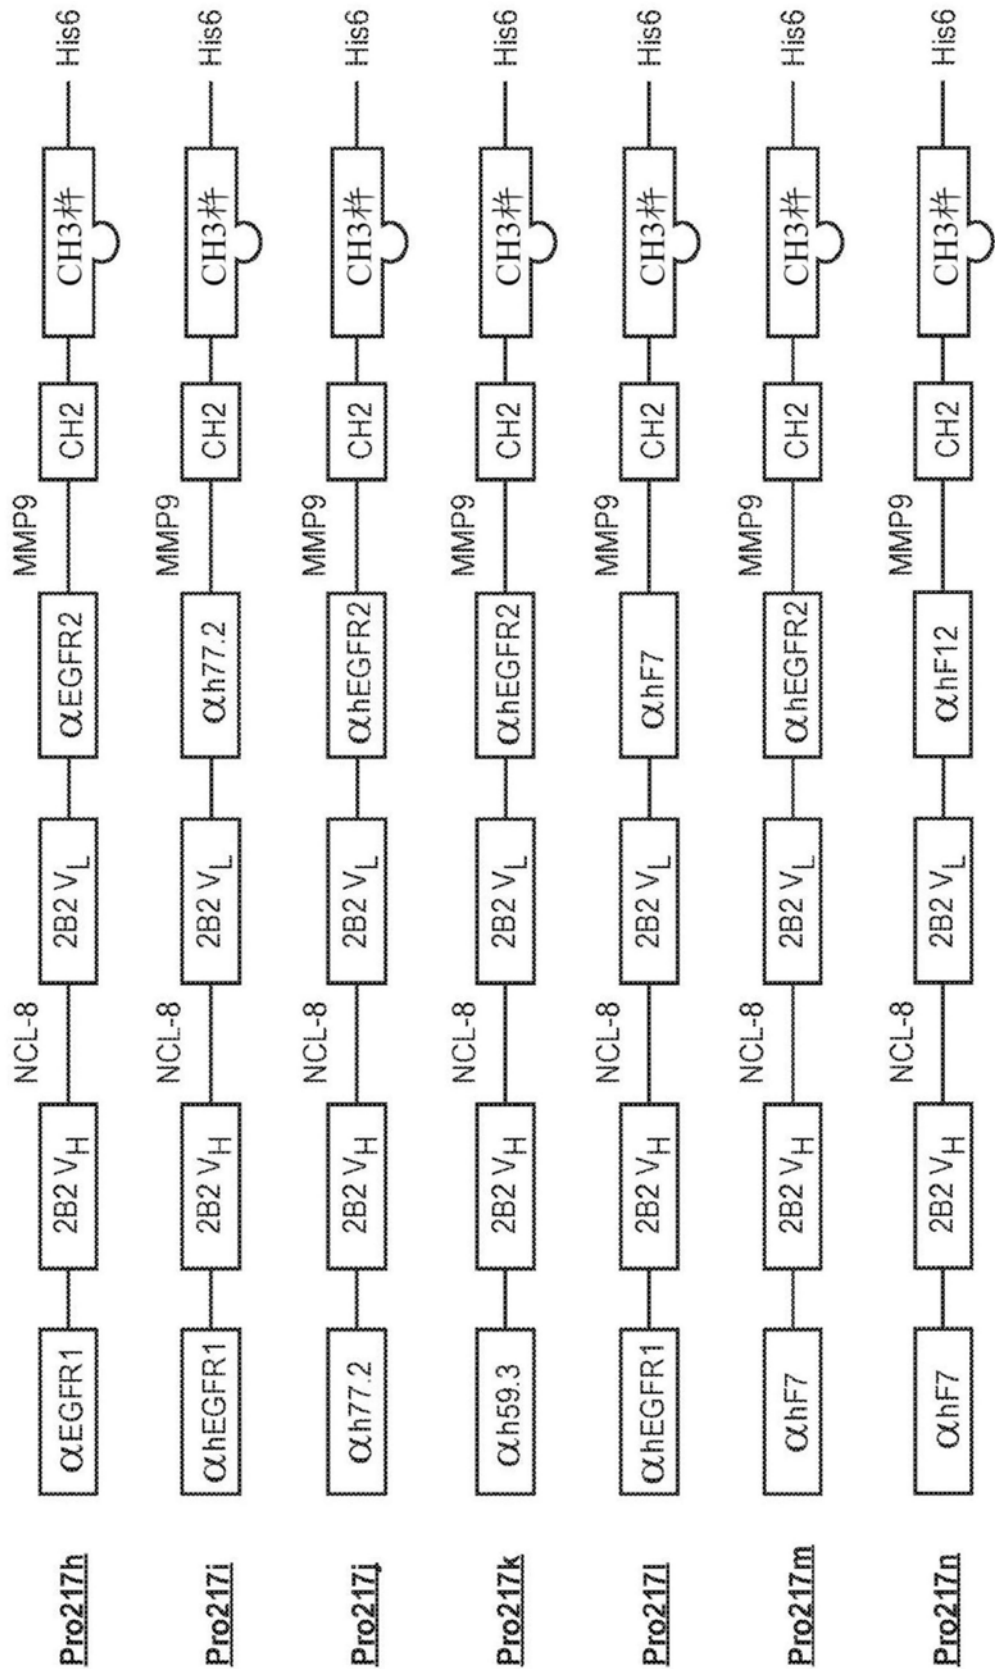 NCL-8 MMP9
Pro217h αEGFR1 2B2 VH 2B2 VL αEGFR2 CH2 CH3杵 His6
NCL-8 MMP9
Pro217i αhEGFR1 2B2 VH 2B2 VL αh77.2 CH2 CH3杵 His6
NCL-8 MMP9
Pro217j αh77.2 2B2 VH 2B2 VL αhEGFR2 CH2 CH3杵 His6
NCL-8 MMP9
Pro217k αh59.3 2B2 VH 2B2 VL αhEGFR2 CH2 CH3杵 His6
NCL-8 MMP9
Pro217l αhEGFR1 2B2 VH 2B2 VL αhF7 CH2 CH3杵 His6
NCL-8 MMP9
Pro217m αhF7 2B2 VH 2B2 VL αhEGFR2 CH2 CH3杵 His6
NCL-8 MMP9
Pro217n αhF7 2B2 VH 2B2 VL αhF12 CH2 CH3杵 His6